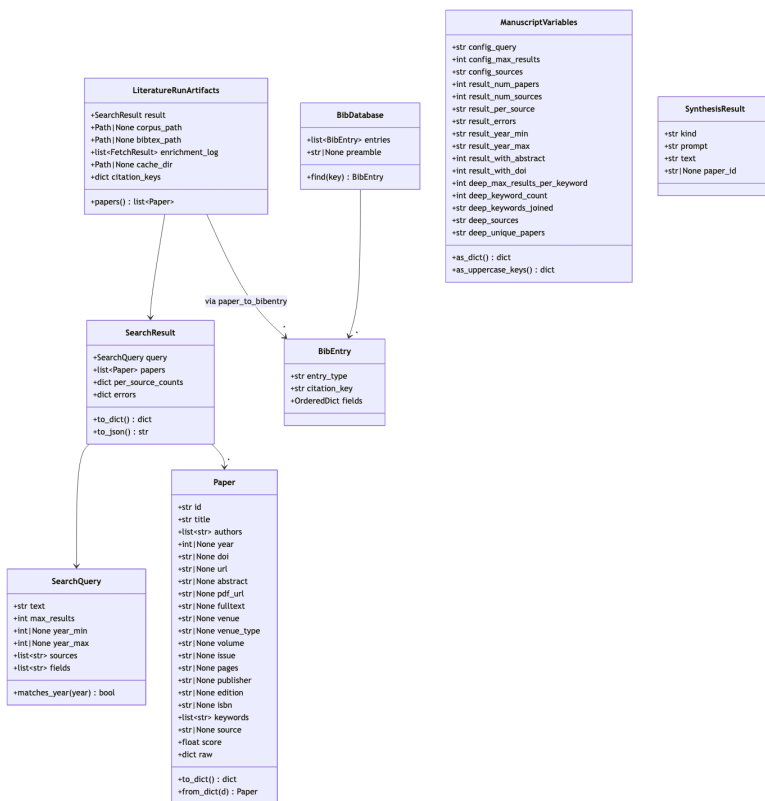 ManuscriptVariables
+str config_query
+int config_max_results
+str config_sources
+int result_num_papers
+int result_num_sources
+str result_per_source
+str result_errors
+str result_year_min
+str result_year_max
+int result_with_abstract
+int result_with_doi
+int deep_max_results_per_keyword
+int deep_keyword_count
+str deep_keywords_joined
+str deep_sources
+str deep_unique_papers
+as_dict() : dict
+as_uppercase_keys() : dict
LiteratureRunArtifacts
+SearchResult result
+Path|None corpus_path
+Path|None bibtex_path
+list<FetchResult> enrichment_log
+Path|None cache_dir
+dict citation_keys
+papers() : list<Paper>
BibDatabase
+list<BibEntry> entries
+str|None preamble
+find(key) : BibEntry
SynthesisResult
+str kind
+str prompt
+str text
+str|None paper_id
via paper_to_bibentry
*
*
SearchResult
+SearchQuery query
+list<Paper> papers
+dict per_source_counts
+dict errors
+to_dict() : dict
+to_json() : str
BibEntry
+str entry_type
+str citation_key
+OrderedDict fields
*
Paper
+str id
+str title
+list<str> authors
+int|None year
+str|None doi
+str|None url
+str|None abstract
+str|None pdf_url
+str|None fulltext
+str|None venue
+str|None venue_type
+str|None volume
+str|None issue
+str|None pages
+str|None publisher
+str|None edition
+str|None isbn
+list<str> keywords
+str|None source
+float score
+dict raw
+to_dict() : dict
+from_dict(d) : Paper
SearchQuery
+str text
+int max_results
+int|None year_min
+int|None year_max
+list<str> sources
+list<str> fields
+matches_year(year) : bool